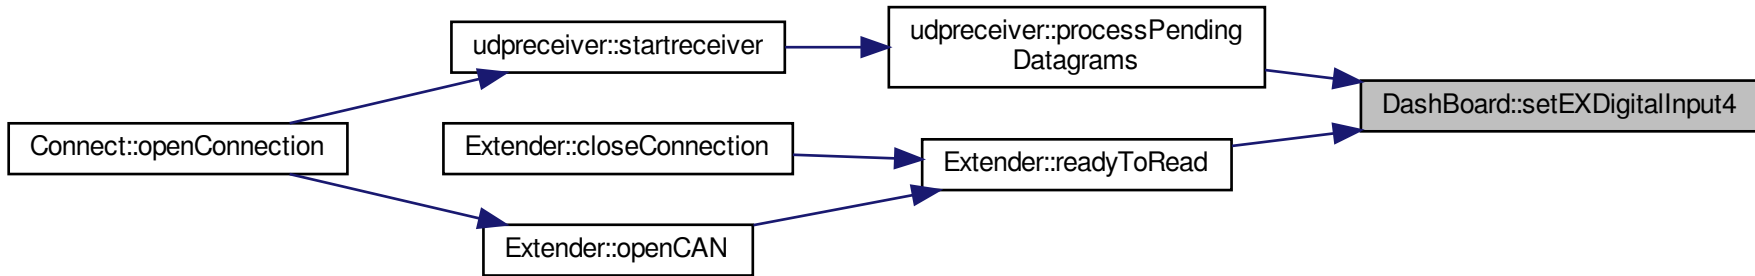 udpreceiver::startreceiver
udpreceiver::processPending
Datagrams
DashBoard::setEXDigitalInput4
Connect::openConnection
Extender::closeConnection
Extender::readyToRead
Extender::openCAN